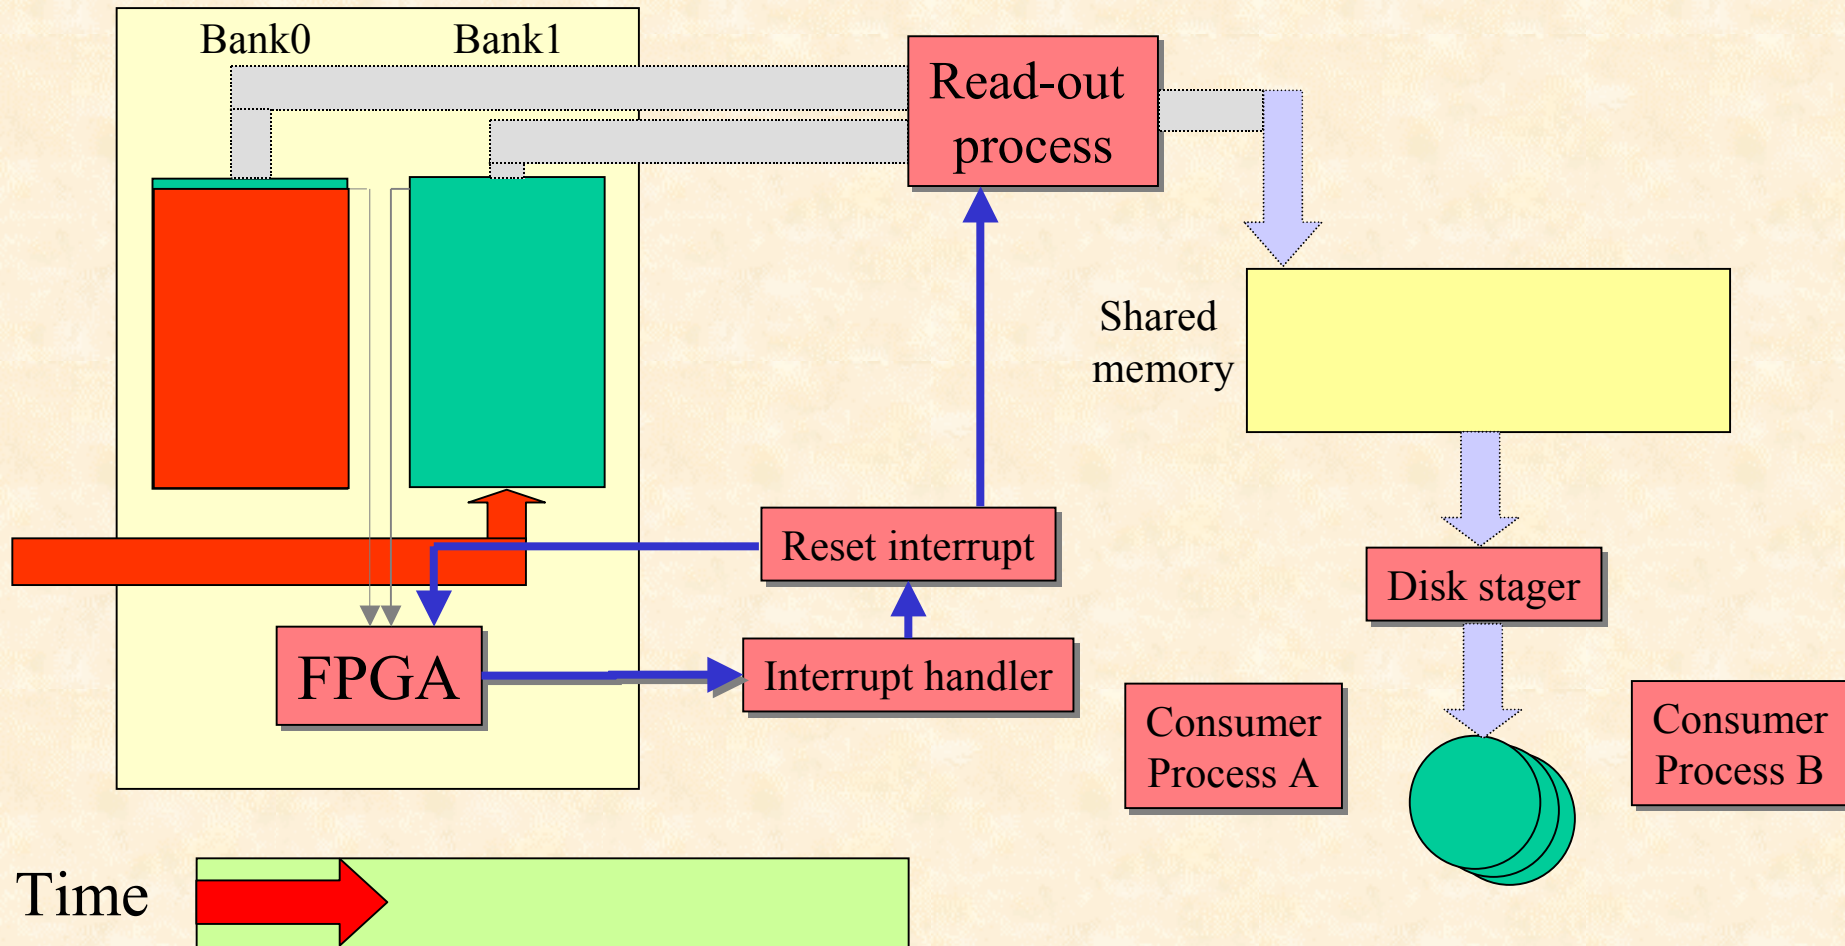 Bank0
Bank1
Read-out
process
Shared
memory
Reset interrupt
Disk stager
FPGA
Interrupt handler
Consumer
Process A
Consumer
Process B
Time